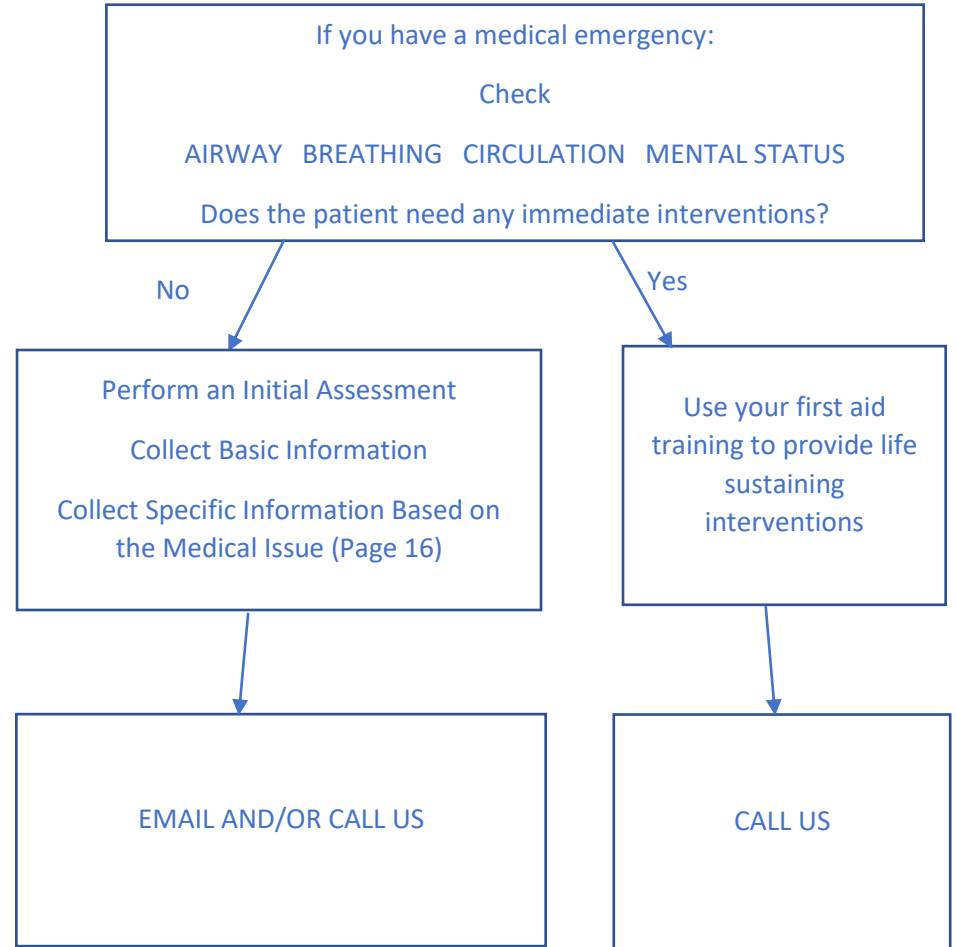 If you have a medical emergency:
Check
AIRWAY BREATHING CIRCULATION MENTAL STATUS
Does the patient need any immediate interventions?
No
Yes
Perform an Initial Assessment
Collect Basic Information
Collect Specific Information Based on
the Medical Issue (Page 16)
Use your first aid
training to provide life
sustaining
interventions
EMAIL AND/OR CALL US
CALL US